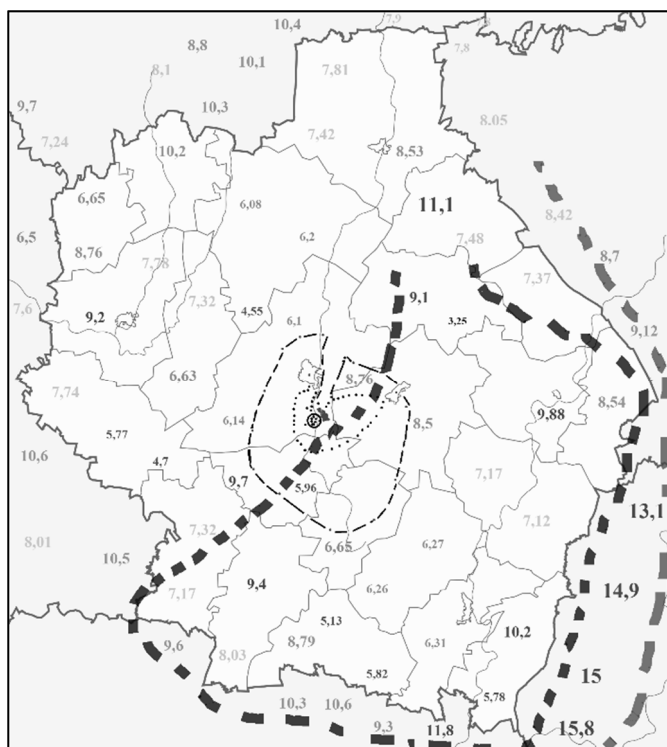 10,4 7,9 7,8
8,8 7,8
8,1 10,1 7,81
9,7 10,3
8.05
7,24 10,2 7,42 8,53
6,65 6,08 11,1
8,42
6,5 6,2 7,48
8,76 7,78 8,7
7,37
7,6 7,32 9,1
9,2 4,55 6,1 3,25
9,12
6,63 8,76
7,74 8,54
6,14 8,5 9,88
5,77
10,6 4,7 9,7 5,96 7,17
13,1
8,01 7,32 6,65 6,27 7,12
10,5
7,17 9,4 6,26 14,9
5,13
9,6 8,79 6,31 10,2
8,03 5,82 5,78 15
10,3 10,6
9,3 11,8 15,8